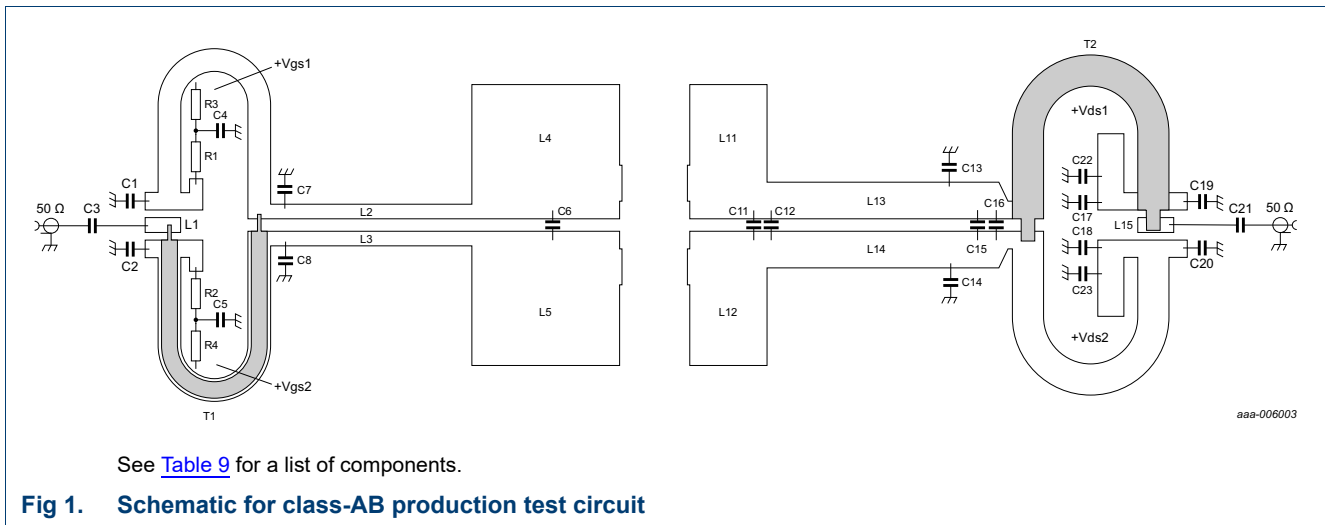 T2
+Vgs1
R3
C4
R1
C1
50 Ω
C3
L1
C2
R2
C5
R4
+Vgs2
T1
C7
L2
L3
C8
L4
C6
L5
L11
C11
C12
L12
C13
L13
C16
L14
C15
C14
+Vds1
C22
C17
C18
C23
+Vds2
C19
L15
C21
50 Ω
C20
aaa-006003
See Table 9 for a list of components.
Fig 1. Schematic for class-AB production test circuit